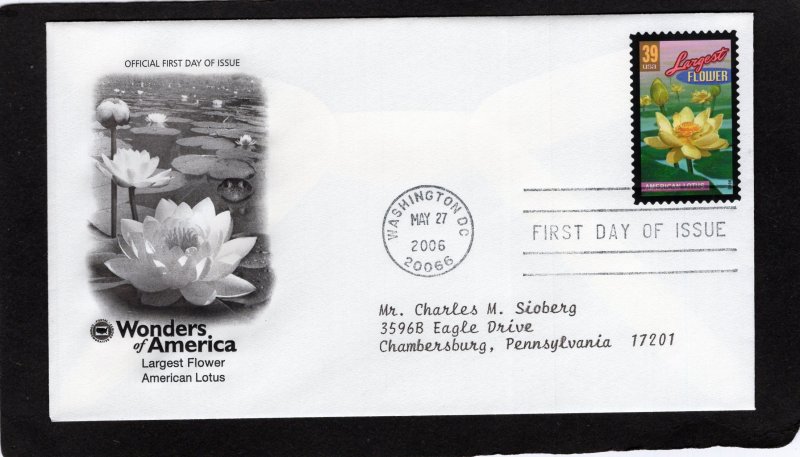 OFFICIAL FIRST DAY OF ISSUE
39
usa
Largest
FLOWER
AMERICAN LOTUS
WASHINGTON DC
MAY 27
2006
20066
FIRST DAY OF ISSUE
Mr. Charles M. Sioberg
3596B Eagle Drive
Chambersburg, Pennsylvania 17201
Wonders
of America
Largest Flower
American Lotus